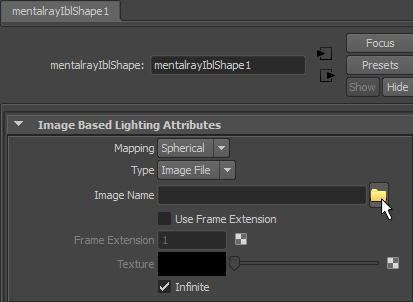 mentalrayIblShape1
Focus
mentalrayIblShape: mentalrayIblShape1
Presets
Show Hide
Image Based Lighting Attributes
Mapping Spherical
Type Image File
Image Name
Use Frame Extension
Frame Extension 1
Texture
Infinite